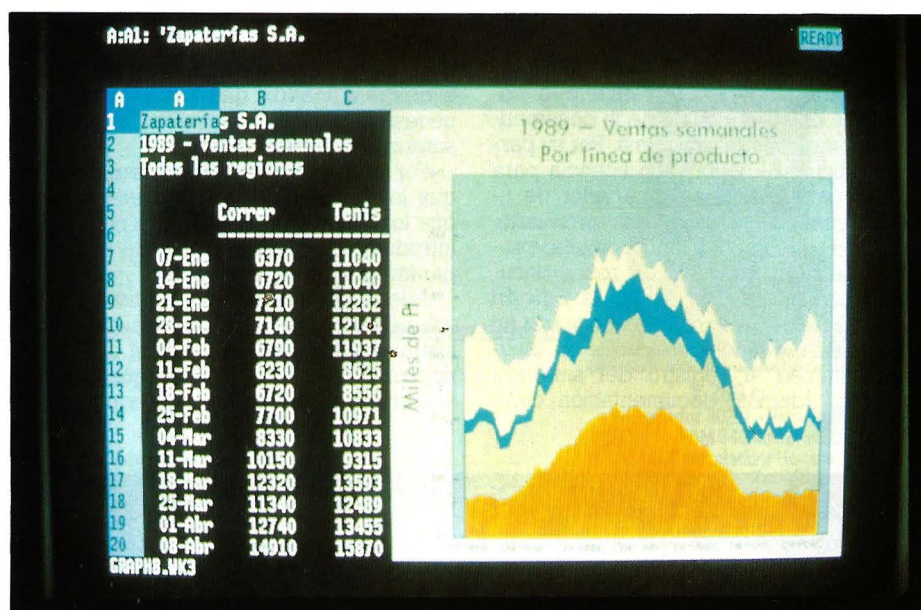 A:A1: 'Zapaterías S.A.
READY
A A B C
1 Zapaterías S.A.
2 1989 - Ventas semanales
3 Todas las regiones
4
5 Correr Tenis
6 --------------------
7 07-Ene 6370 11040
8 14-Ene 6720 11040
9 21-Ene 7210 12282
10 28-Ene 7140 12144
11 04-Feb 6790 11937
12 11-Feb 6230 8625
13 18-Feb 6720 8556
14 25-Feb 7700 10971
15 04-Mar 8330 10833
16 11-Mar 10150 9315
17 18-Mar 12320 13593
18 25-Mar 11340 12489
19 01-Abr 12740 13455
20 08-Abr 14910 15870
GRAPH8.WK3
1989 – Ventas semanales
Por línea de producto
Miles de Pt